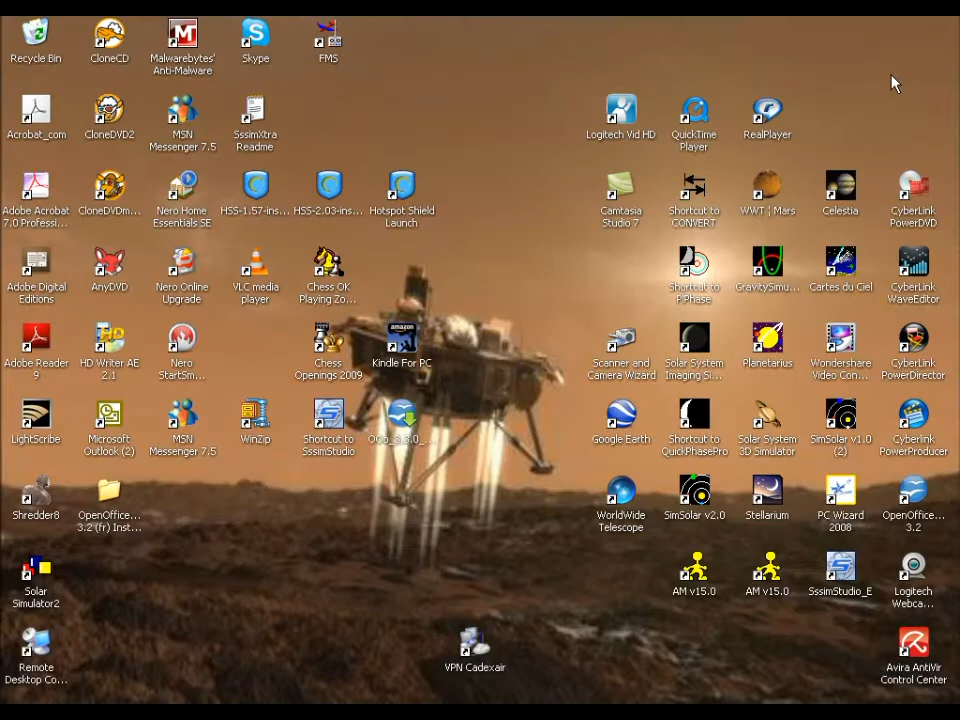 Recycle Bin
CloneCD
Malwarebytes'
Anti-Malware
Skype
FMS
Acrobat_com
CloneDVD2
MSN
Messenger 7.5
SssimXtra
Readme
Logitech Vid HD
QuickTime
Player
RealPlayer
Adobe Acrobat
7.0 Professi...
CloneDVDm...
Nero Home
Essentials SE
HSS-1.57-ins...
HSS-2.03-ins...
Hotspot Shield
Launch
Camtasia
Studio 7
Shortcut to
CONVERT
WWT ¦ Mars
Celestia
CyberLink
PowerDVD
Adobe Digital
Editions
AnyDVD
Nero Online
Upgrade
VLC media
player
Chess OK
Playing Zo...
Shortcut to
PIPhase
GravitySimu...
Cartes du Ciel
CyberLink
WaveEditor
Adobe Reader
9
HD
HD Writer AE
2.1
Nero
StartSm...
Chess
Openings 2009
amazon
Kindle For PC
Scanner and
Camera Wizard
Solar System
Imaging Si...
Planetarius
Wondershare
Video Con...
CyberLink
PowerDirector
LightScribe
Microsoft
Outlook (2)
MSN
Messenger 7.5
WinZip
Shortcut to
SssimStudio
OOo_3.3.0_...
Google Earth
Shortcut to
QuickPhasePro
Solar System
3D Simulator
SimSolar v1.0
(2)
Cyberlink
PowerProducer
Shredder8
OpenOffice...
3.2 (fr) Inst...
WorldWide
Telescope
SimSolar v2.0
Stellarium
PC Wizard
2008
OpenOffice...
3.2
Solar
Simulator2
AM v15.0
AM v15.0
SssimStudio_E
Logitech
Webca...
Remote
Desktop Co...
VPN Cadexair
Avira AntiVir
Control Center